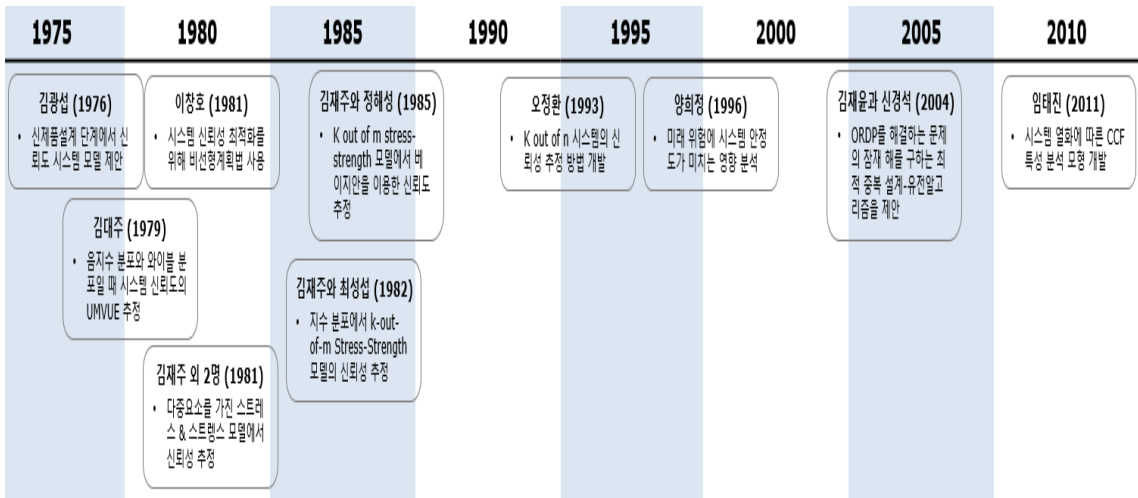 1975 1980 1985 1990 1995 2000 2005 2010
김광섭 (1976)
• 신제품설계 단계에서 신
뢰도 시스템 모델 제안
이창호 (1981)
• 시스템 신뢰성 최적화를
위해 비선형계획법 사용
김재주와 정해성 (1985)
• K out of m stress-
strength 모델에서 베
이지안을 이용한 신뢰도
추정
오정환 (1993)
• K out of n 시스템의 신
뢰성 추정 방법 개발
양희정 (1996)
• 미래 위험에 시스템 안정
도가 미치는 영향 분석
김재윤과 신경석 (2004)
• ORDP를 해결하는 문제
의 잠재 해를 구하는 최
적 중복 설계-유전알고
리즘을 제안
임태진 (2011)
• 시스템 열화에 따른 CCF
특성 분석 모형 개발
김대주 (1979)
• 음지수 분포와 와이블 분
포일 때 시스템 신뢰도의
UMVUE 추정
김재주와 최성섭 (1982)
• 지수 분포에서 k-out-
of-m Stress-Strength
모델의 신뢰성 추정
김재주 외 2명 (1981)
• 다중요소를 가진 스트레
스 & 스트랭스 모델에서
신뢰성 추정